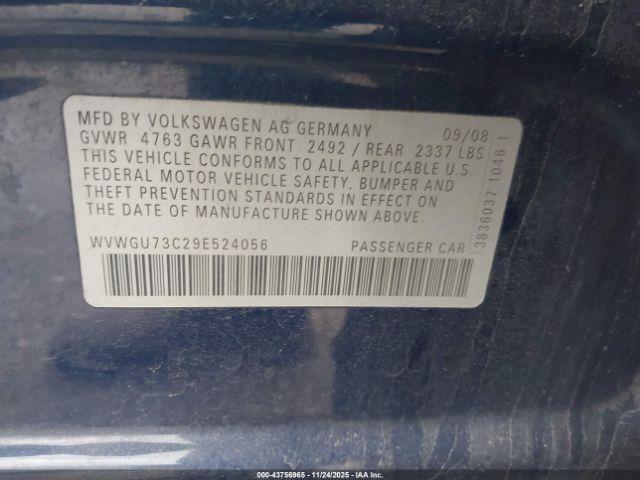 MFD BY VOLKSWAGEN AG GERMANY 09/08
GVWR 4763 GAWR FRONT 2492 / REAR 2337 LBS
THIS VEHICLE CONFORMS TO ALL APPLICABLE U.S.
FEDERAL MOTOR VEHICLE SAFETY, BUMPER AND
THEFT PREVENTION STANDARDS IN EFFECT ON
THE DATE OF MANUFACTURE SHOWN ABOVE.
WVWGU73C29E524056 PASSENGER CAR
3836037 1046 1
000-43756965 - 11/24/2025 - IAA Inc.